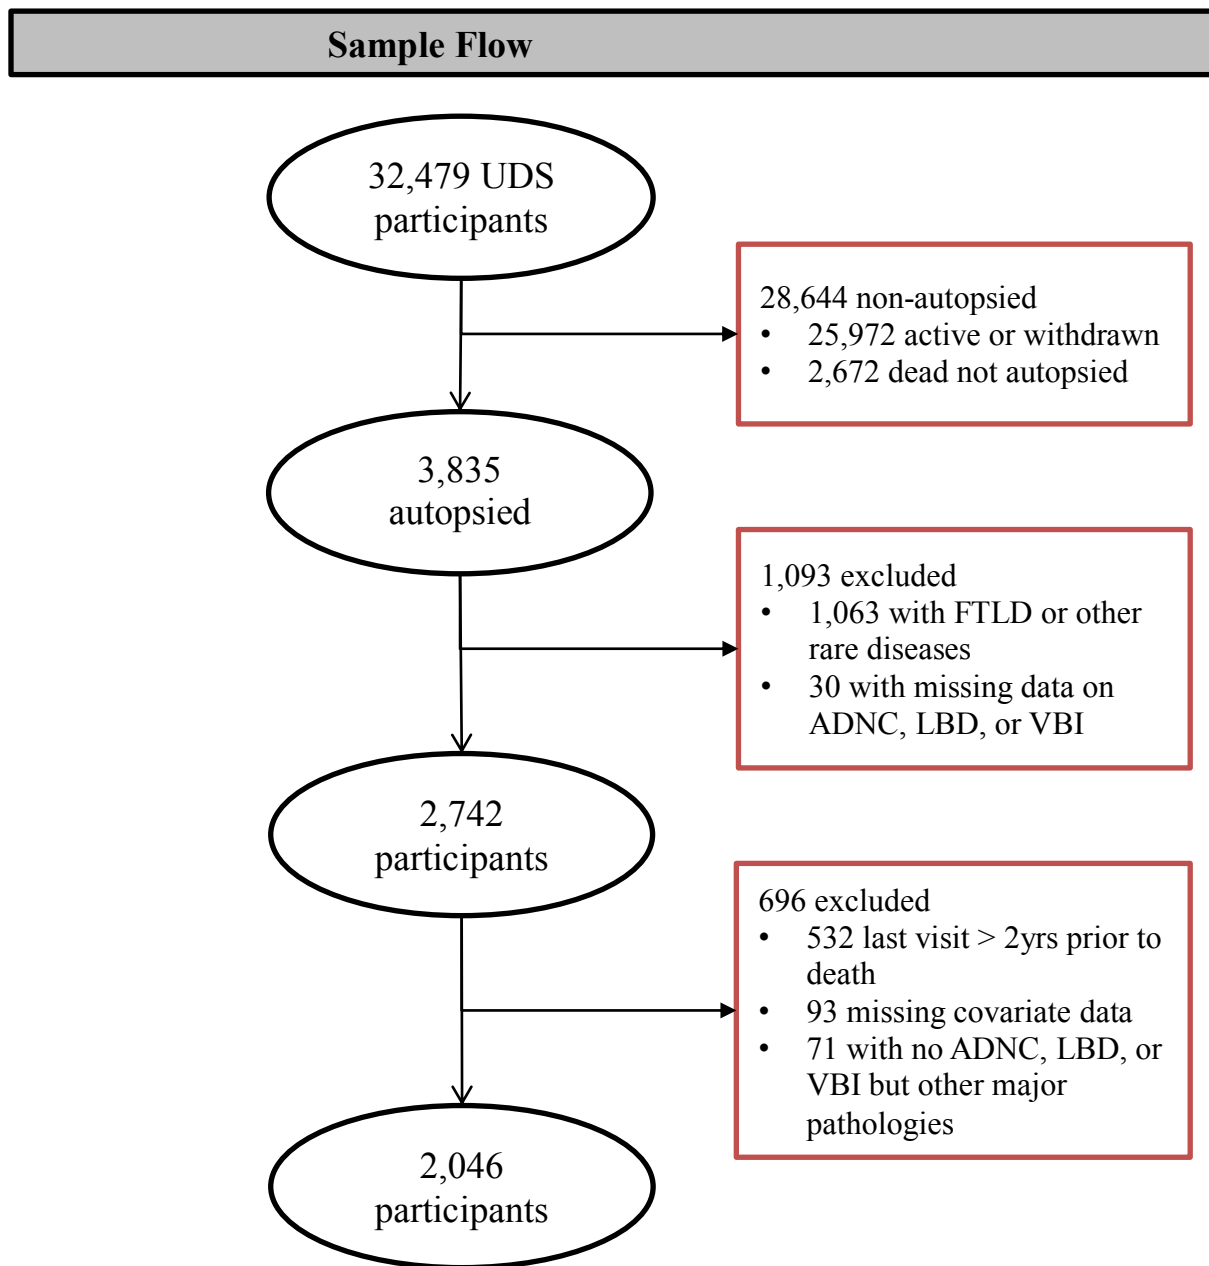 Sample Flow
32,479 UDS
participants
28,644 non-autopsied
• 25,972 active or withdrawn
• 2,672 dead not autopsied
3,835
autopsied
1,093 excluded
• 1,063 with FTLD or other
rare diseases
• 30 with missing data on
ADNC, LBD, or VBI
2,742
participants
696 excluded
• 532 last visit > 2yrs prior to
death
• 93 missing covariate data
• 71 with no ADNC, LBD, or
VBI but other major
pathologies
2,046
participants